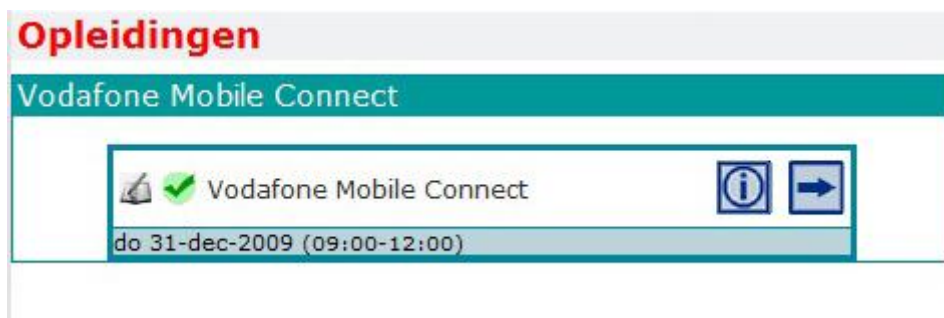 Opleidingen
Vodafone Mobile Connect
Vodafone Mobile Connect
do 31-dec-2009 (09:00-12:00)